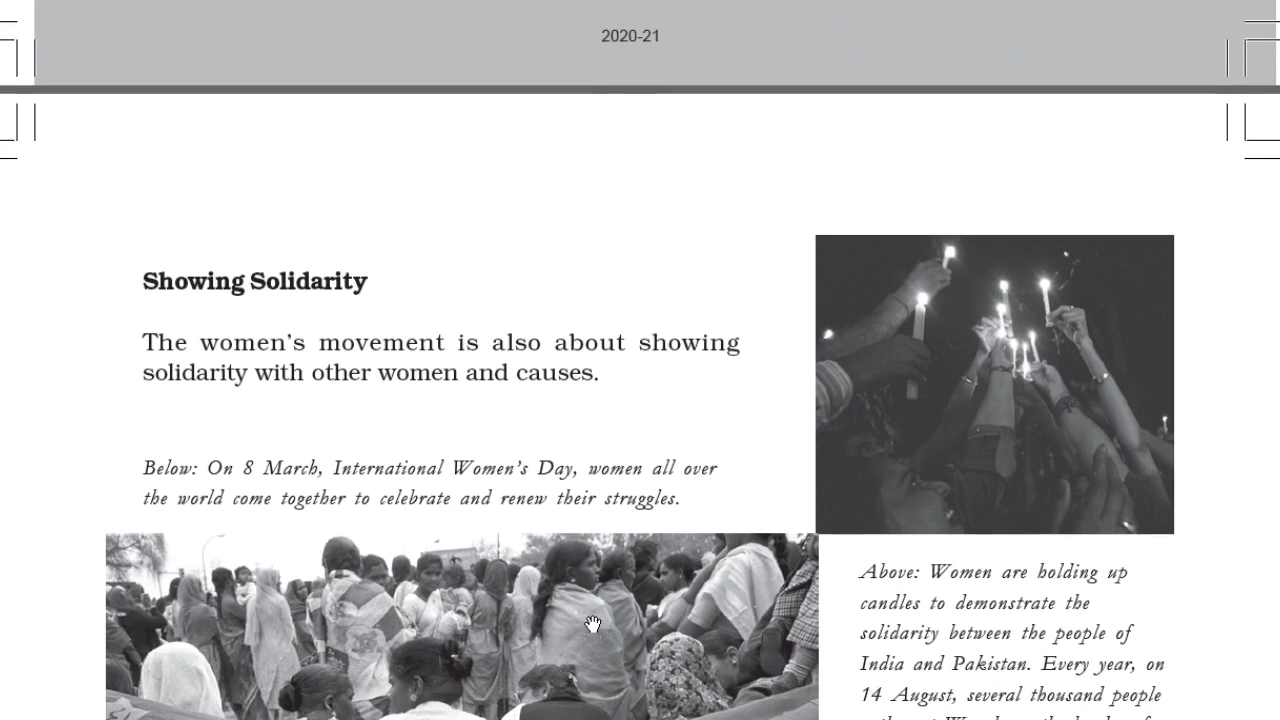 2020-21
Showing Solidarity
The women's movement is also about showing
solidarity with other women and causes.
Below: On 8 March, International Women's Day, women all over
the world come together to celebrate and renew their struggles.
Above: Women are holding up
candles to demonstrate the
solidarity between the people of
India and Pakistan. Every year, on
14 August, several thousand people